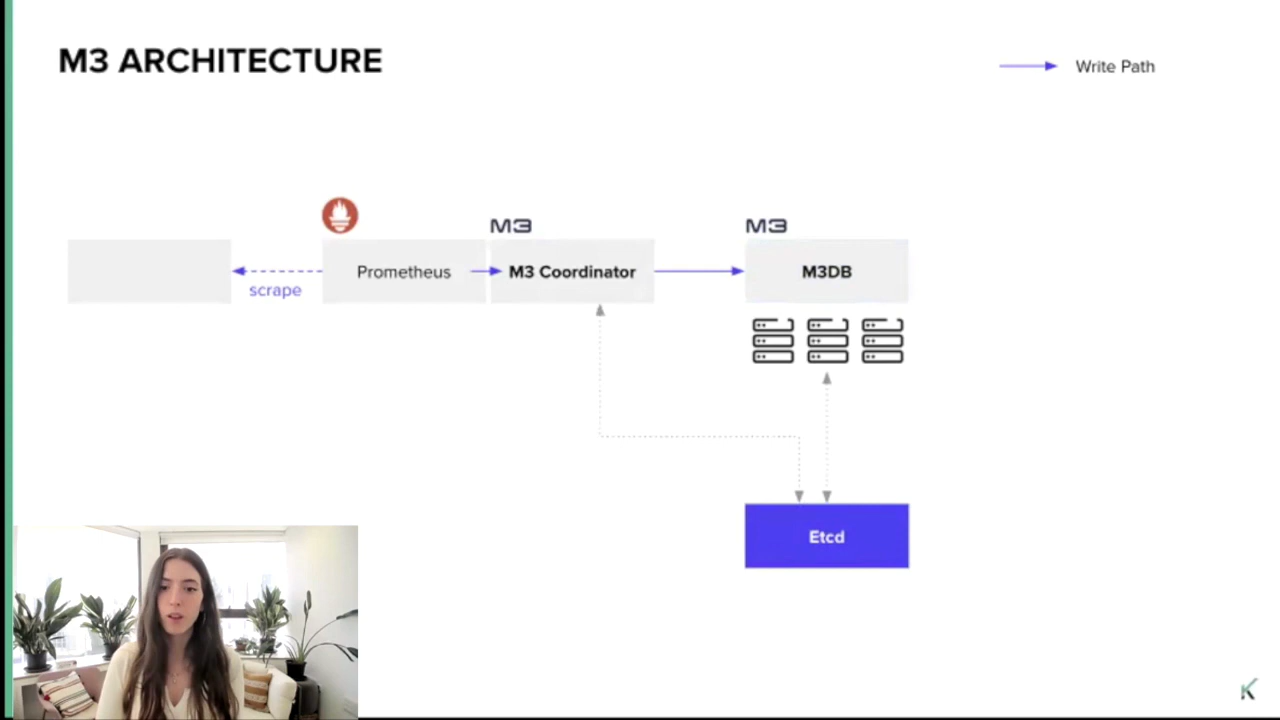 M3 ARCHITECTURE
Write Path
M3
M3
Prometheus
M3 Coordinator
M3DB
scrape
Etcd